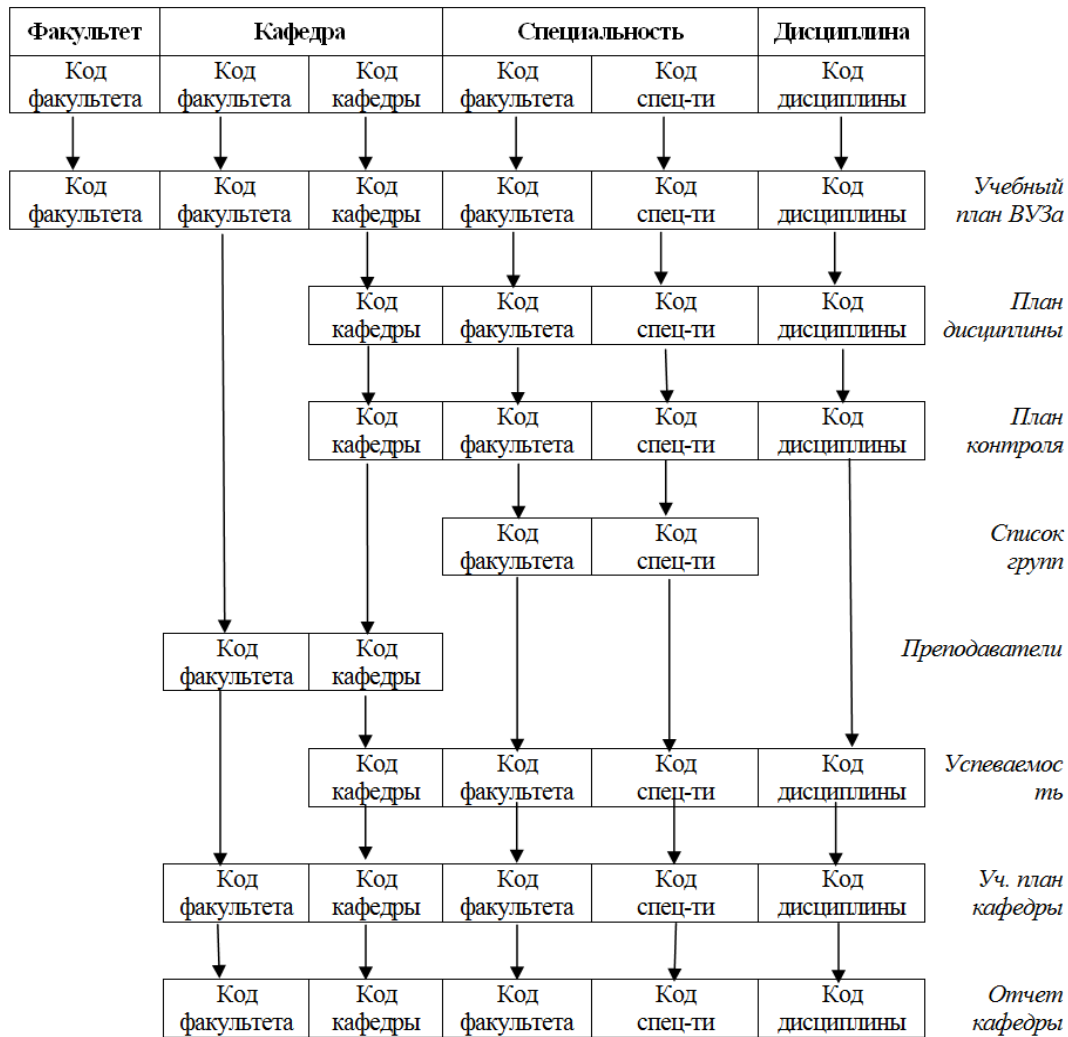 Факультет Кафедра Специальность Дисциплина
Код Код Код Код Код Код
факультета факультета кафедры факультета спец-ти дисциплины
Код Код Код Код Код Код Учебный
факультета факультета кафедры факультета спец-ти дисциплины план ВУЗа
Код Код Код Код План
кафедры факультета спец-ти дисциплины дисциплины
Код Код Код Код План
кафедры факультета спец-ти дисциплины контроля
Код Код Список
факультета спец-ти групп
Код Код Преподаватели
факультета кафедры
Код Код Код Код Успеваемос
кафедры факультета спец-ти дисциплины ть
Код Код Код Код Код Уч. план
факультета кафедры факультета спец-ти дисциплины кафедры
Код Код Код Код Код Отчет
факультета кафедры факультета спец-ти дисциплины кафедры